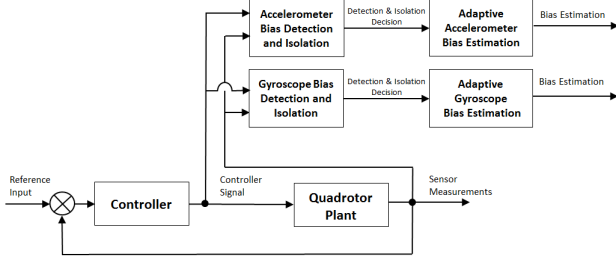 Accelerometer
Bias Detection
and Isolation
Detection & Isolation
Decision
Adaptive
Accelerometer
Bias Estimation
Bias Estimation
Gyroscope Bias
Detection and
Isolation
Detection & Isolation
Decision
Adaptive
Gyroscope
Bias Estimation
Bias Estimation
Reference
Input
Controller
Controller
Signal
Quadrotor
Plant
Sensor
Measurements